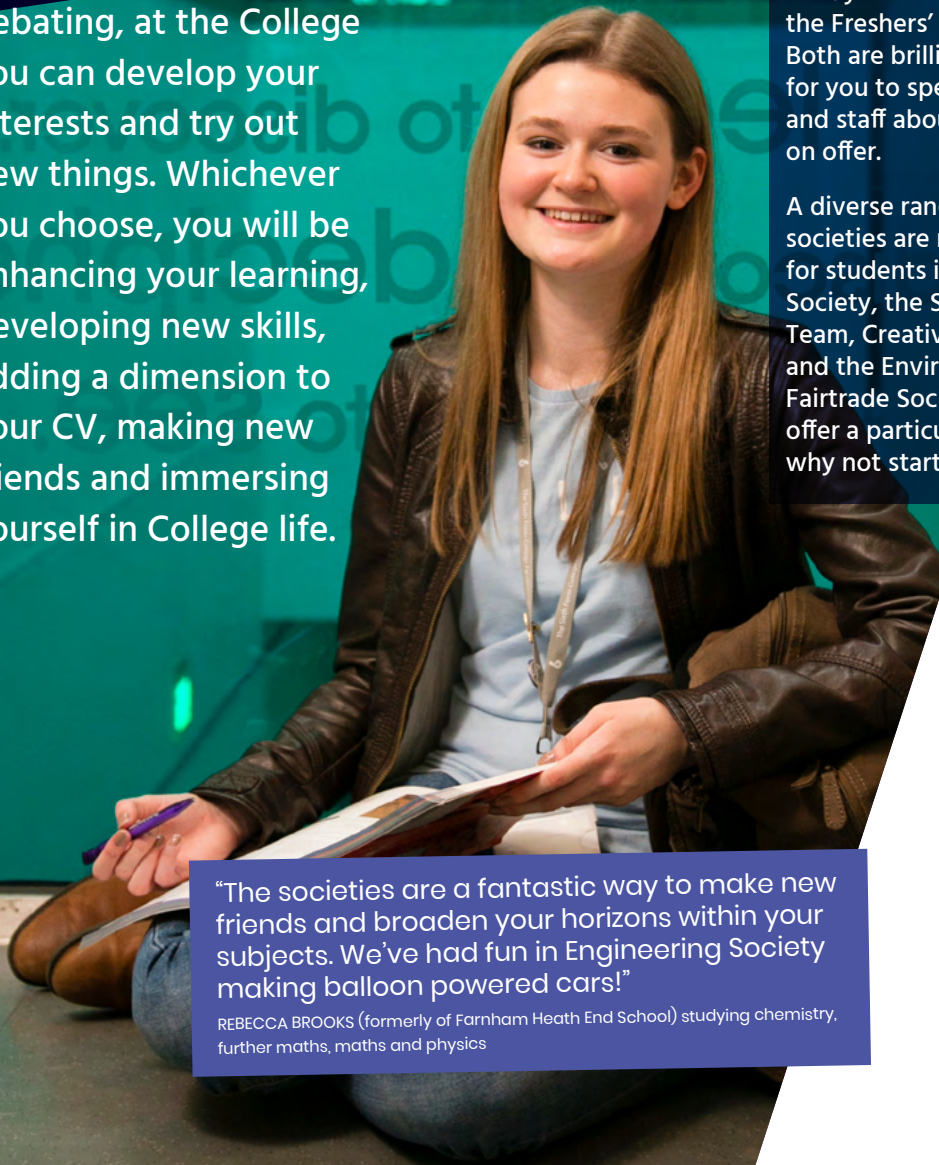 ebating, at the College
ou can develop your
terests and try out
ew things. Whichever
ou choose, you will be
nhancing your learning,
eveloping new skills,
dding a dimension to
our CV, making new
iends and immersing
ourself in College life.
the Freshers’
Both are brilli
for you to spe
and staff abou
on offer.
A diverse ran
societies are
for students i
Society, the S
Team, Creativ
and the Envir
Fairtrade Soc
offer a particu
why not start
“The societies are a fantastic way to make new
friends and broaden your horizons within your
subjects. We’ve had fun in Engineering Society
making balloon powered cars!”
REBECCA BROOKS (formerly of Farnham Heath End School) studying chemistry,
further maths, maths and physics